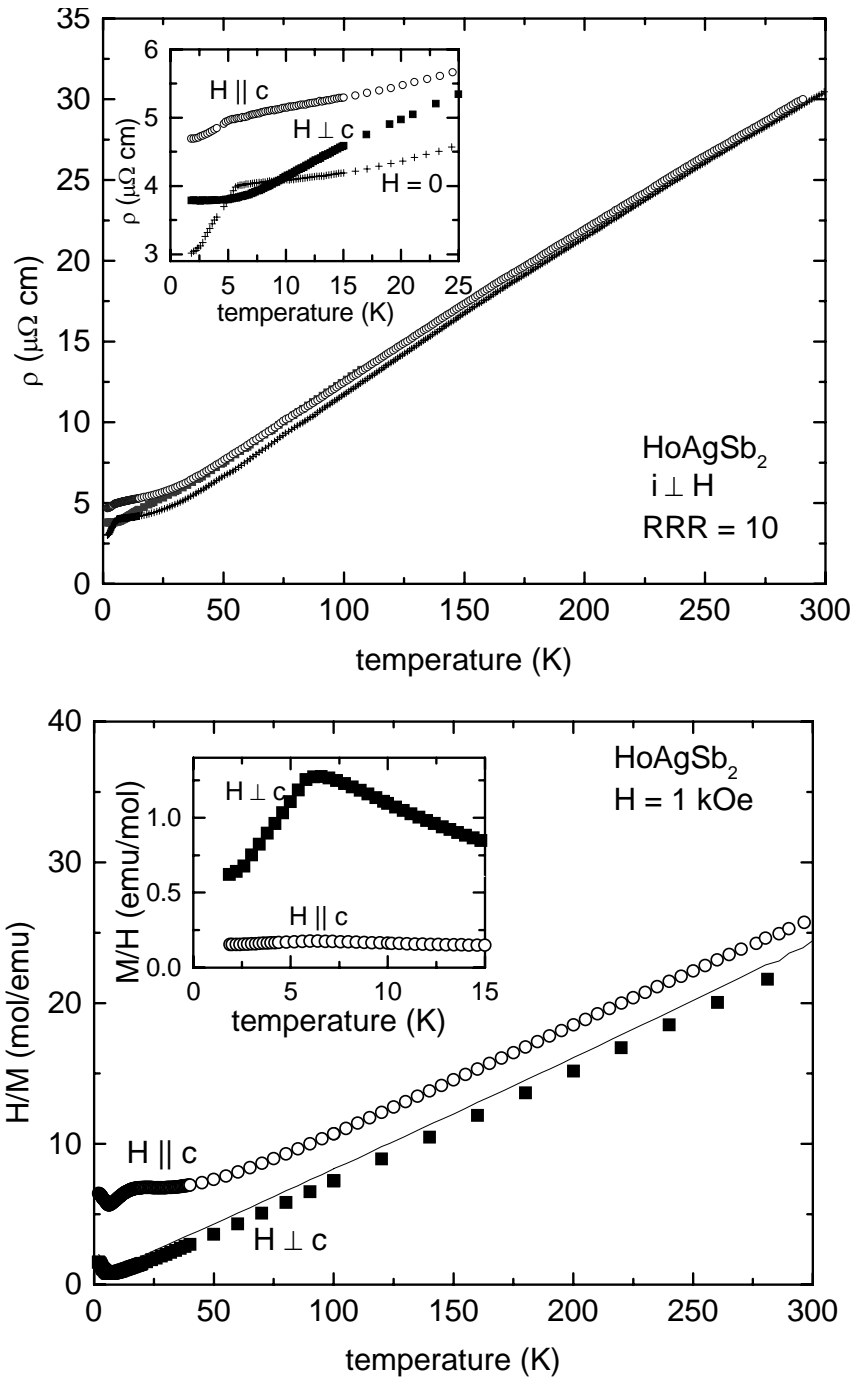 35
30
25
20
15
10
5
0
ρ (μΩ cm)
6
5
4
3
ρ (μΩ cm)
H || c
H ⊥ c
H = 0
0 5 10 15 20 25
temperature (K)
HoAgSb₂
i ⊥ H
RRR = 10
0 50 100 150 200 250 300
temperature (K)
40
30
20
10
0
H/M (mol/emu)
1.0
0.5
0.0
M/H (emu/mol)
H ⊥ c
H || c
0 5 10 15
temperature (K)
HoAgSb₂
H = 1 kOe
H || c
H ⊥ c
0 50 100 150 200 250 300
temperature (K)